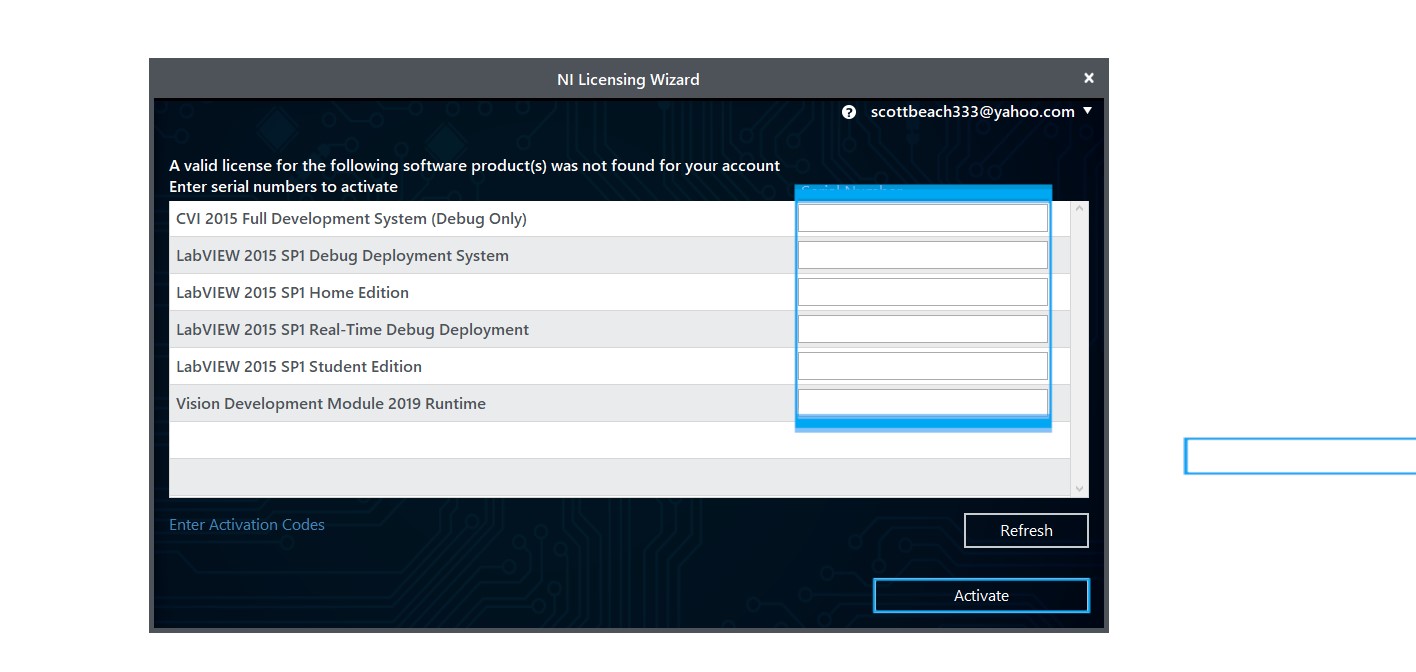 NI Licensing Wizard
scottbeach333@yahoo.com
A valid license for the following software product(s) was not found for your account
Enter serial numbers to activate
Serial Number
CVI 2015 Full Development System (Debug Only)
LabVIEW 2015 SP1 Debug Deployment System
LabVIEW 2015 SP1 Home Edition
LabVIEW 2015 SP1 Real-Time Debug Deployment
LabVIEW 2015 SP1 Student Edition
Vision Development Module 2019 Runtime
Enter Activation Codes
Refresh
Activate